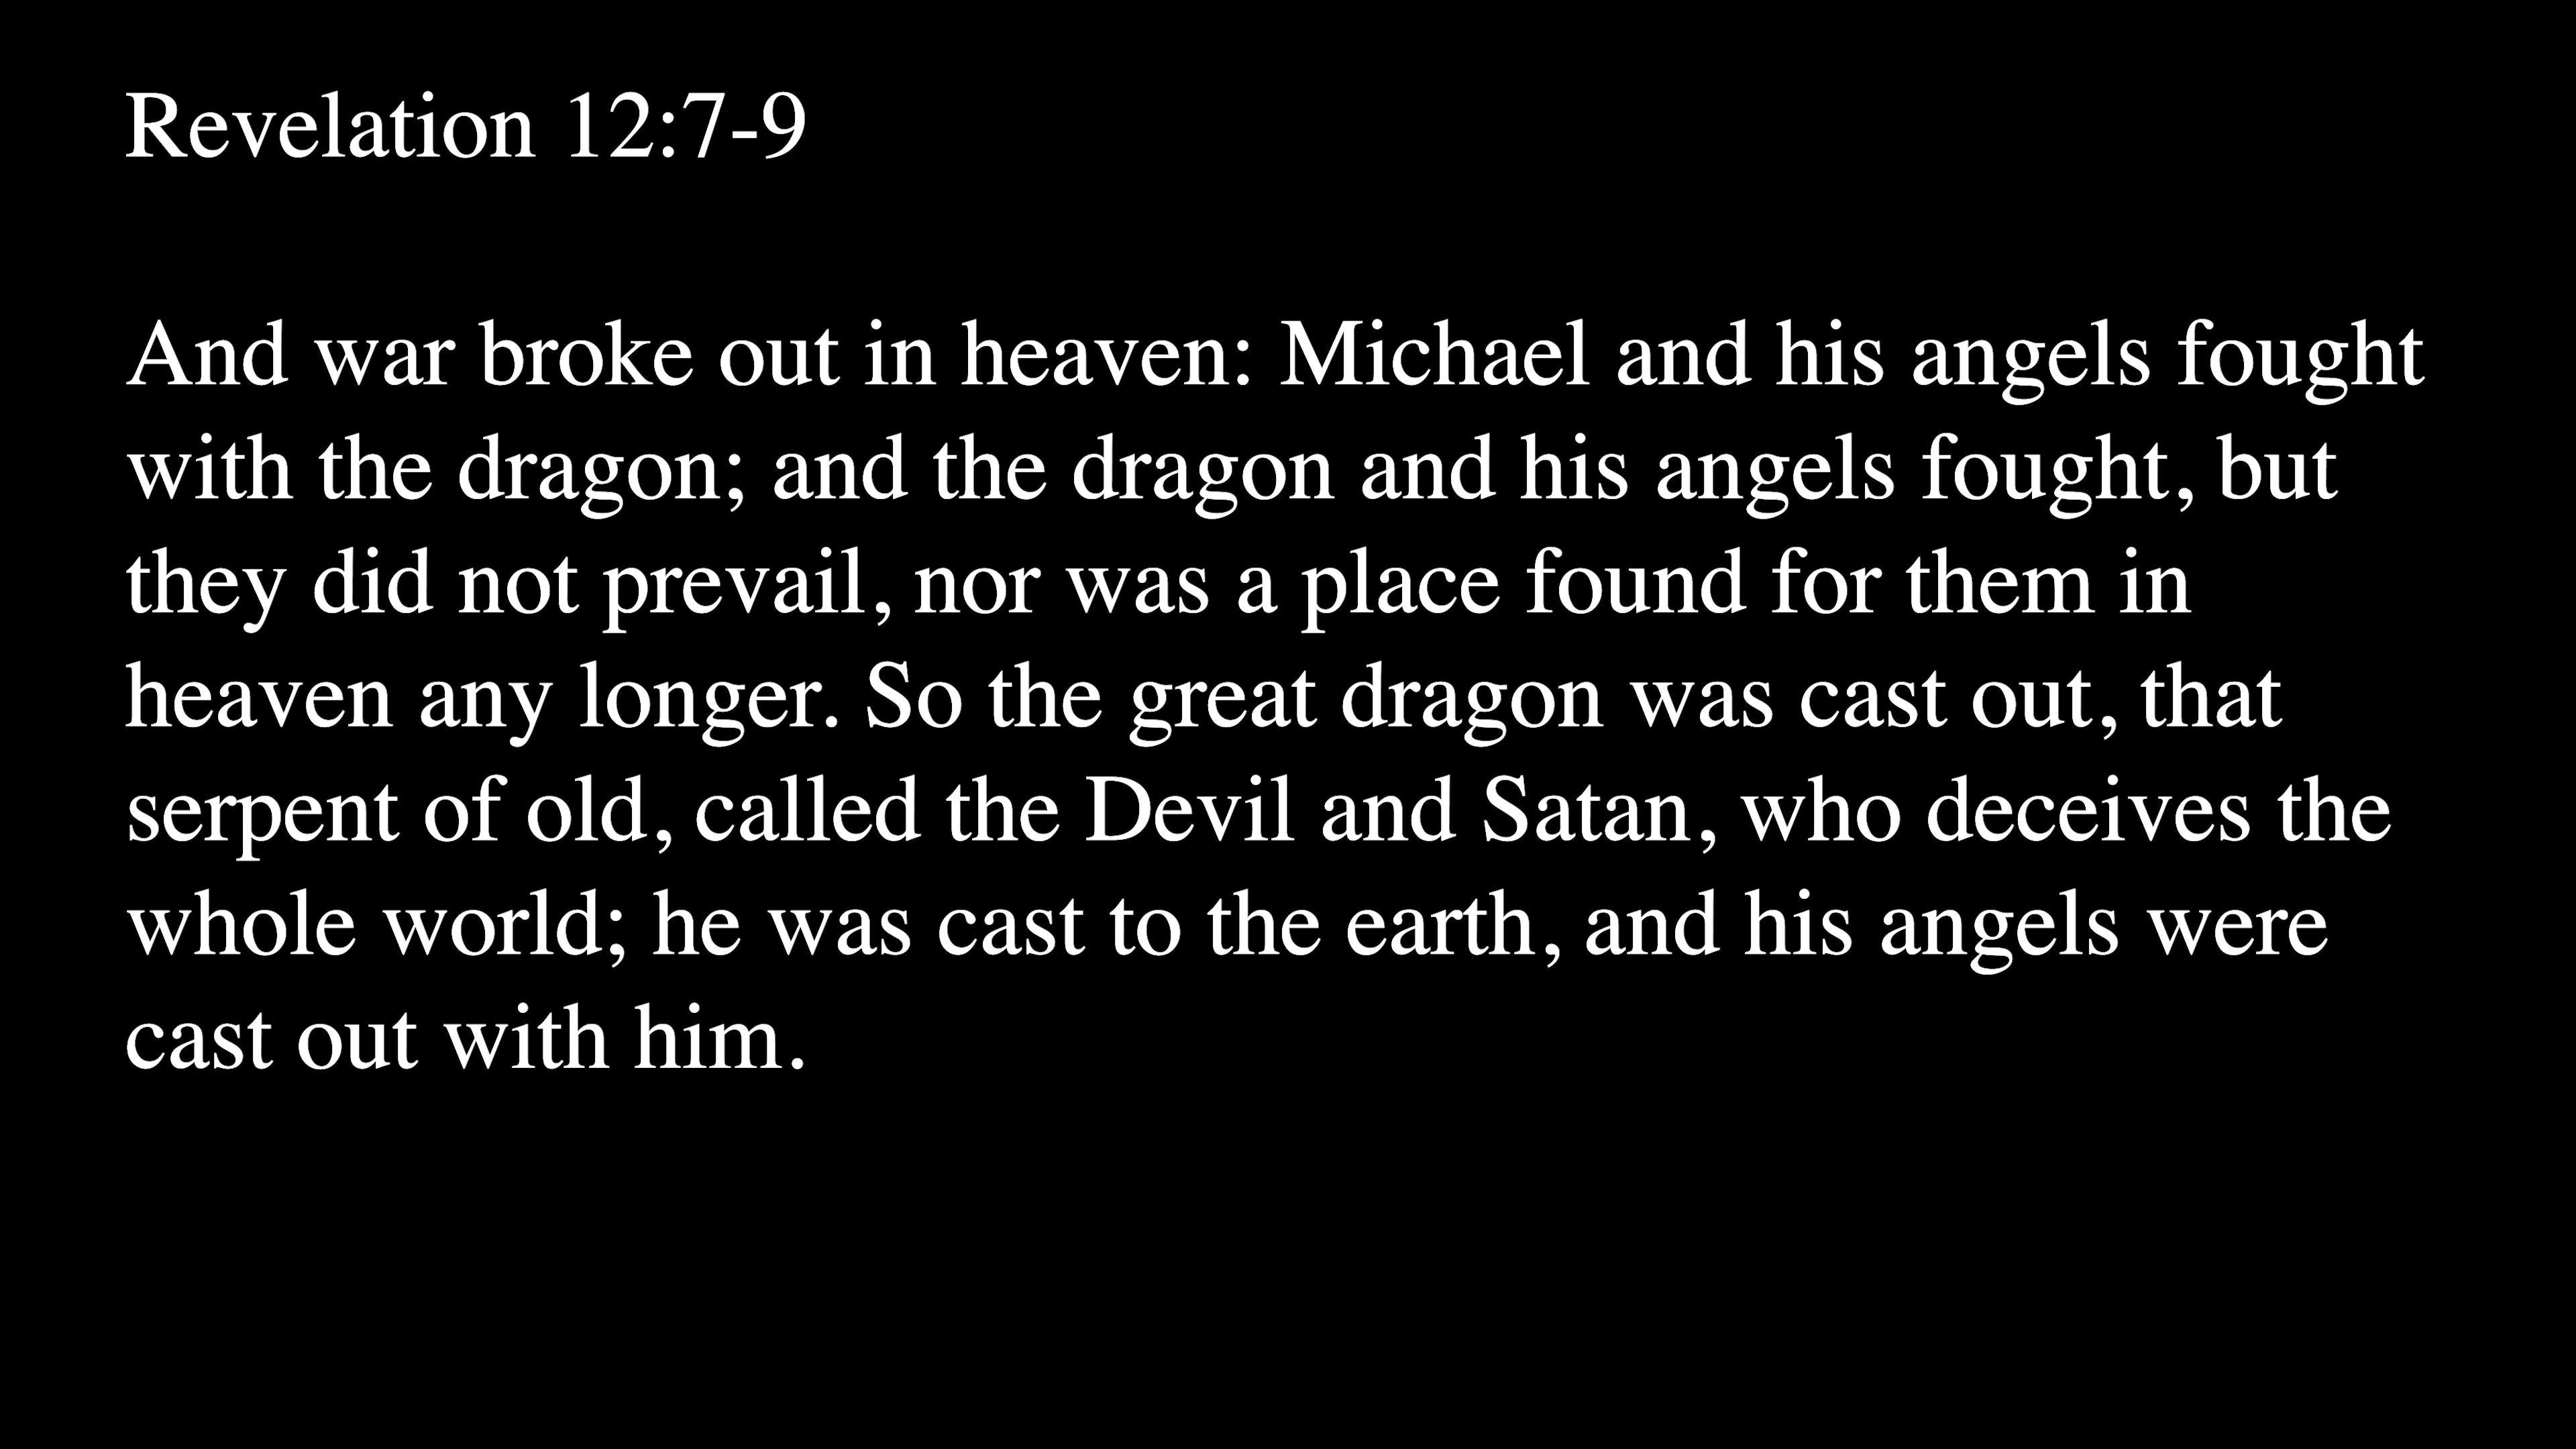 Revelation 12:7-9
And war broke out in heaven: Michael and his angels fought
with the dragon; and the dragon and his angels fought, but
they did not prevail, nor was a place found for them in
heaven any longer. So the great dragon was cast out, that
serpent of old, called the Devil and Satan, who deceives the
whole world; he was cast to the earth, and his angels were
cast out with him.